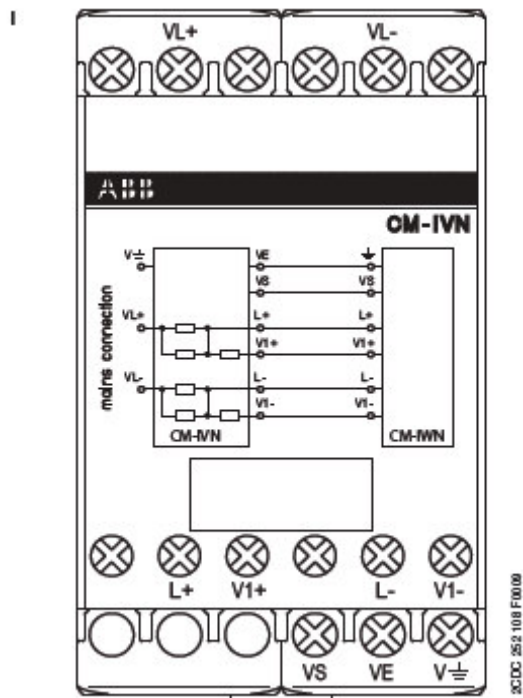 I
VL+ VL-
ABB
CM-IVN
V⏚ VE ⏚
VS VS
VL+ L+ L+
V1+ V1+
VL- L- L-
V1- V1-
mains connection
CM-IVN CM-IWN
L+ V1+ L- V1-
VS VE V⏚
2CDC 252 108 F0009